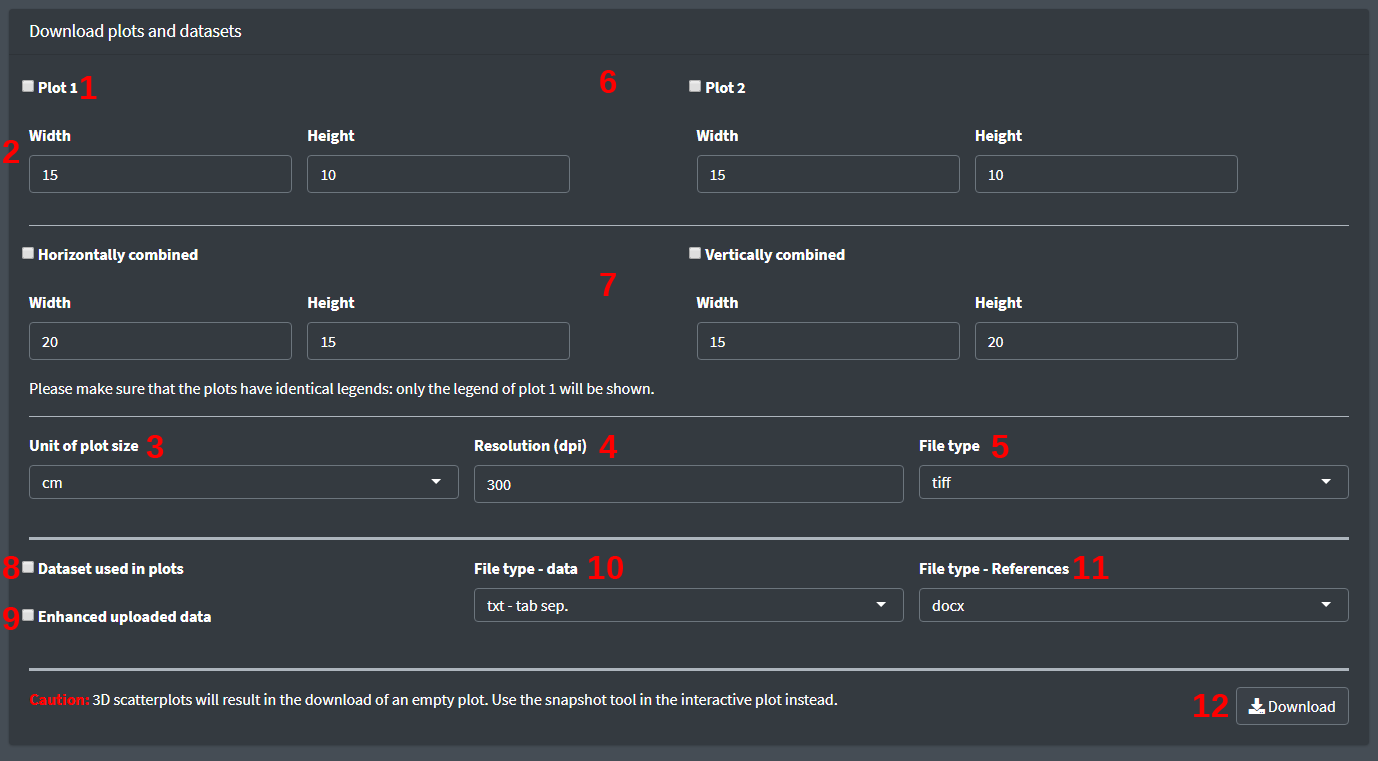 Download plots and datasets
Plot 1 1 6 Plot 2
Width Height Width Height
2
15 10 15 10
Horizontally combined Vertically combined
7
Width Height Width Height
20 15 15 20
Please make sure that the plots have identical legends: only the legend of plot 1 will be shown.
Unit of plot size 3 Resolution (dpi) 4 File type 5
cm 300 tiff
8 Dataset used in plots File type - data 10 File type - References 11
txt - tab sep. docx
9 Enhanced uploaded data
Caution: 3D scatterplots will result in the download of an empty plot. Use the snapshot tool in the interactive plot instead. 12 Download